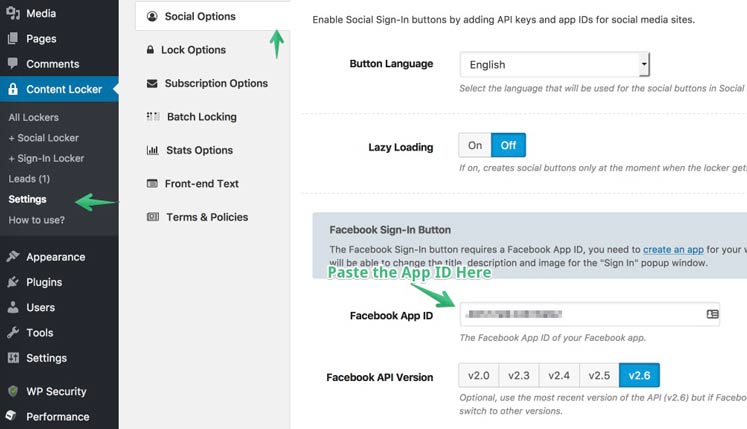 Media
Pages
Comments
Content Locker
All Lockers
+ Social Locker
+ Sign-In Locker
Leads (1)
Settings
How to use?
Appearance
Plugins
Users
Tools
Settings
WP Security
Performance
Social Options
Lock Options
Subscription Options
Batch Locking
Stats Options
Front-end Text
Terms & Policies
Enable Social Sign-In buttons by adding API keys and app IDs for social media sites.
Button Language
English
Select the language that will be used for the social buttons in Social
Lazy Loading
On Off
If on, creates social buttons only at the moment when the locker gets
Facebook Sign-In Button
The Facebook Sign-In button requires a Facebook App ID, you need to create an app for your w
will be able to change the title, description and image for the "Sign In" popup window.
Paste the App ID Here
Facebook App ID
The Facebook App ID of your Facebook app.
Facebook API Version
v2.0 v2.3 v2.4 v2.5 v2.6
Optional, use the most recent version of the API (v2.6) but if Facebo
switch to other versions.